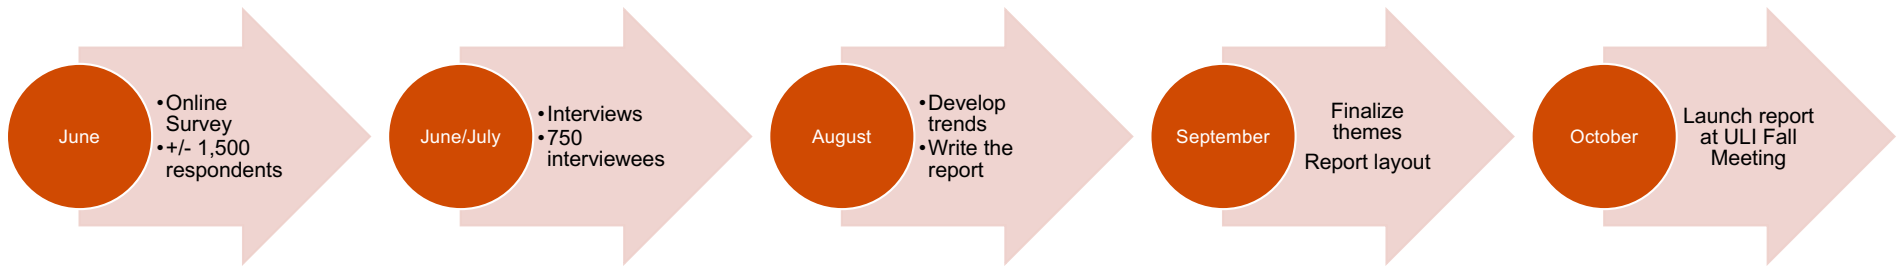 June
•Online
Survey
•+/- 1,500
respondents
June/July
•Interviews
•750
interviewees
August
•Develop
trends
•Write the
report
September
Finalize
themes
Report layout
October
Launch report
at ULI Fall
Meeting